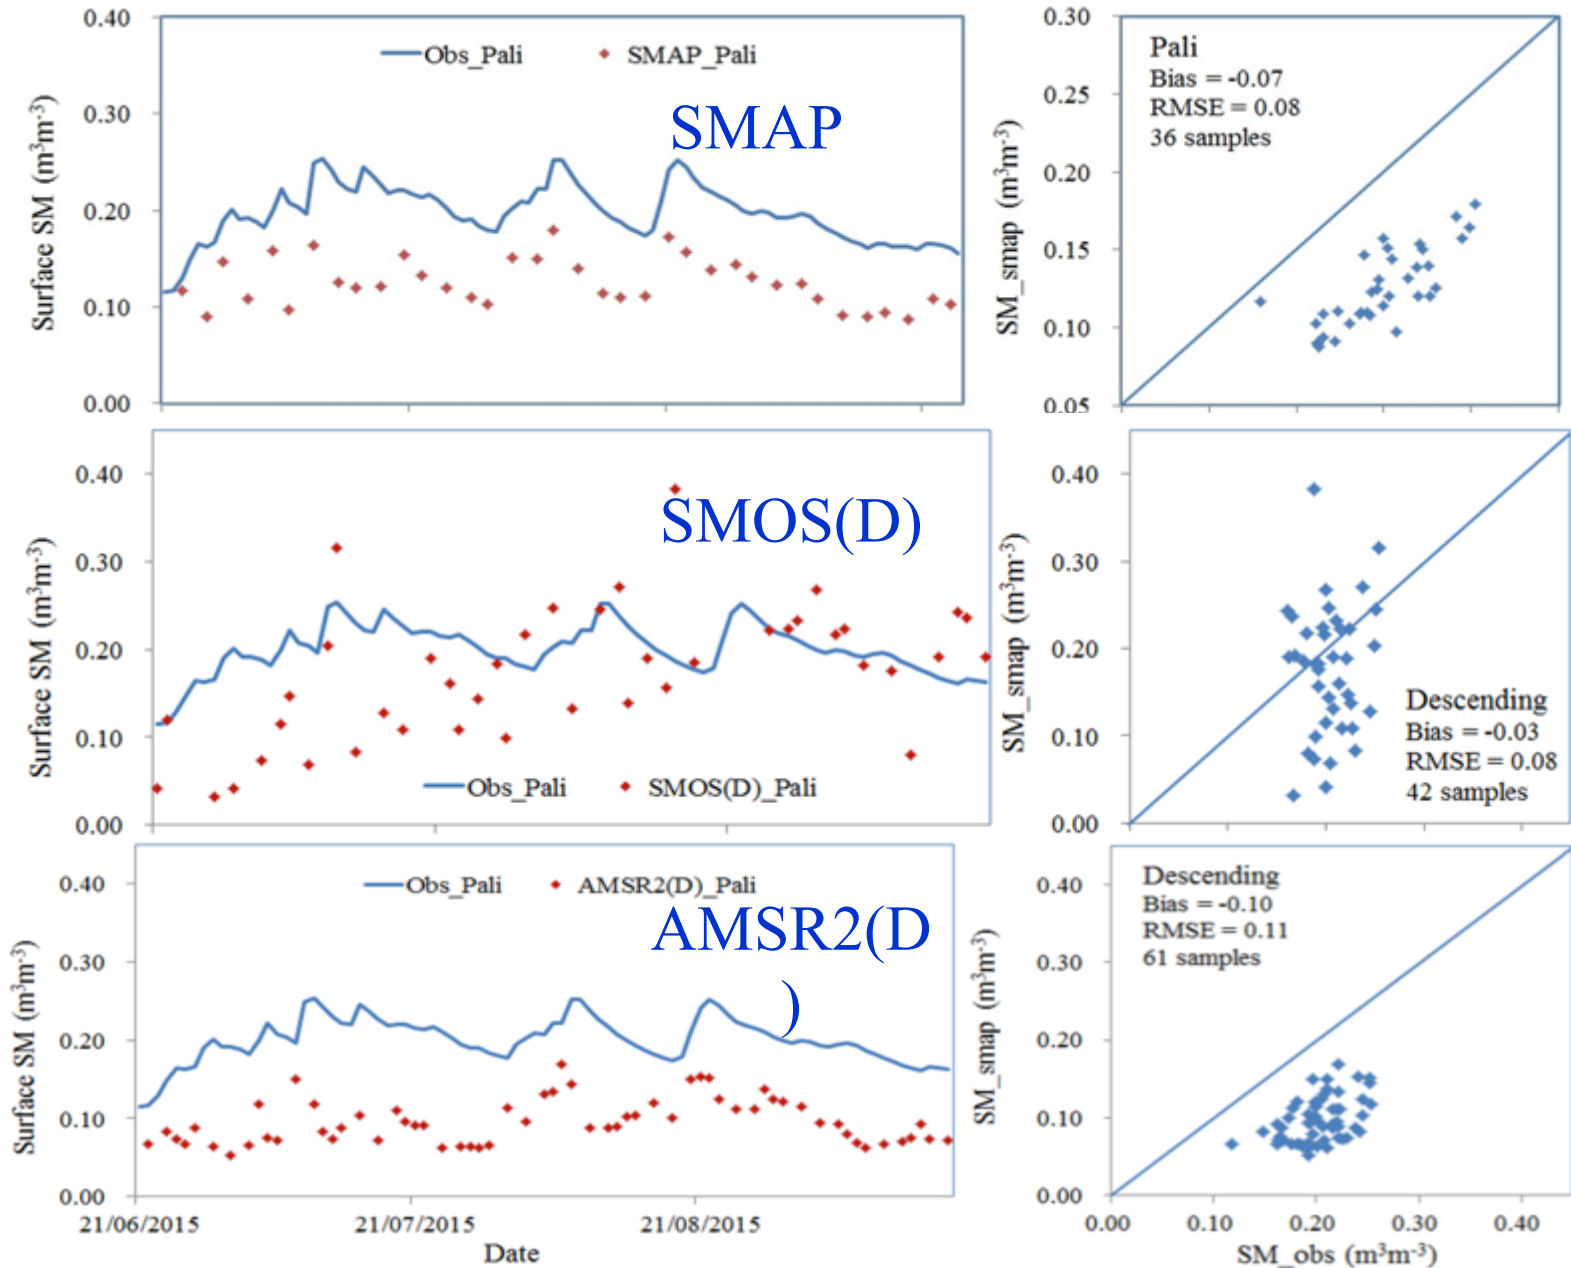 0.40
Obs_Pali
SMAP_Pali
SMAP
0.30
0.20
0.10
0.00
Surface SM (m³m⁻³)
0.30
Pali
Bias = -0.07
RMSE = 0.08
36 samples
0.25
0.20
0.15
0.10
0.05
SM_smap (m³m⁻³)
0.40
SMOS(D)
0.30
0.20
0.10
Obs_Pali
SMOS(D)_Pali
0.00
Surface SM (m³m⁻³)
0.40
0.30
0.20
0.10
0.00
SM_smap (m³m⁻³)
Descending
Bias = -0.03
RMSE = 0.08
42 samples
0.40
Obs_Pali
AMSR2(D)_Pali
AMSR2(D
)
0.30
0.20
0.10
0.00
Surface SM (m³m⁻³)
21/06/2015
21/07/2015
21/08/2015
Date
0.40
Descending
Bias = -0.10
RMSE = 0.11
61 samples
0.30
0.20
0.10
0.00
SM_smap (m³m⁻³)
0.00
0.10
0.20
0.30
0.40
SM_obs (m³m⁻³)